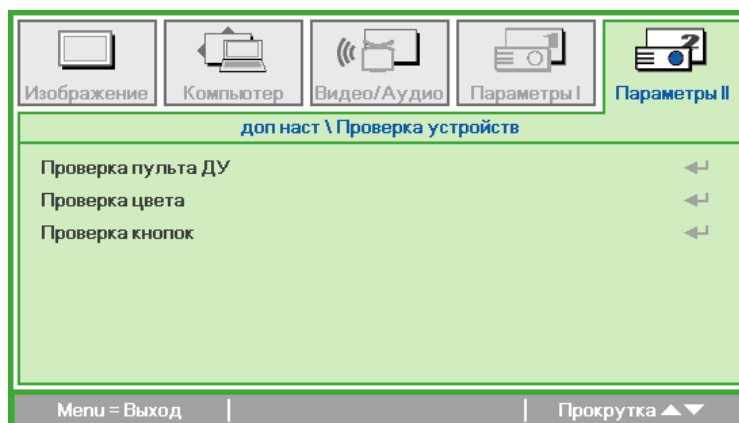 Изображение Компьютер Видео/Аудио Параметры I Параметры II
доп наст \ Проверка устройств
Проверка пульта ДУ
Проверка цвета
Проверка кнопок
Menu = Выход Прокрутка ▲▼